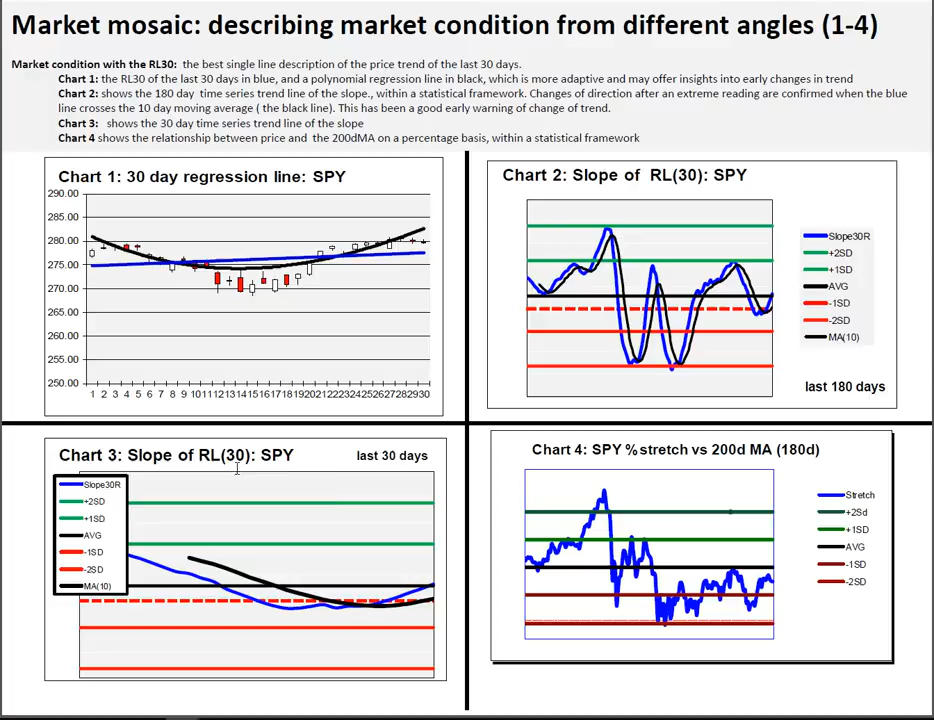 Market mosaic: describing market condition from different angles (1-4)
Market condition with the RL30: the best single line description of the price trend of the last 30 days.
Chart 1: the RL30 of the last 30 days in blue, and a polynomial regression line in black, which is more adaptive and may offer insights into early changes in trend
Chart 2: shows the 180 day time series trend line of the slope., within a statistical framework. Changes of direction after an extreme reading are confirmed when the blue
line crosses the 10 day moving average ( the black line). This has been a good early warning of change of trend.
Chart 3: shows the 30 day time series trend line of the slope
Chart 4 shows the relationship between price and the 200dMA on a percentage basis, within a statistical framework
Chart 1: 30 day regression line: SPY
290.00
285.00
280.00
275.00
270.00
265.00
260.00
255.00
250.00
1 2 3 4 5 6 7 8 9 10 11 12 13 14 15 16 17 18 19 20 21 22 23 24 25 26 27 28 29 30
Chart 2: Slope of RL(30): SPY
Slope30R
+2SD
+1SD
AVG
-1SD
-2SD
MA(10)
last 180 days
Chart 3: Slope of RL(30): SPY
last 30 days
Slope30R
+2SD
+1SD
AVG
-1SD
-2SD
MA(10)
Chart 4: SPY % stretch vs 200d MA (180d)
Stretch
+2Sd
+1SD
AVG
-1SD
-2SD